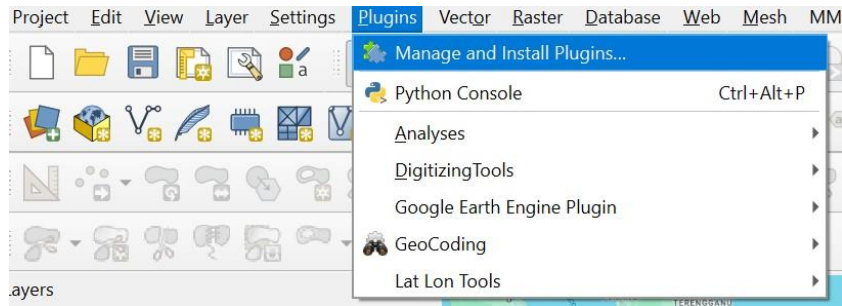 Project Edit View Layer Settings Plugins Vector Raster Database Web Mesh MM
Manage and Install Plugins...
Python Console Ctrl+Alt+P
Analyses
DigitizingTools
Google Earth Engine Plugin
GeoCoding
Lat Lon Tools
ayers
TERENGGANU